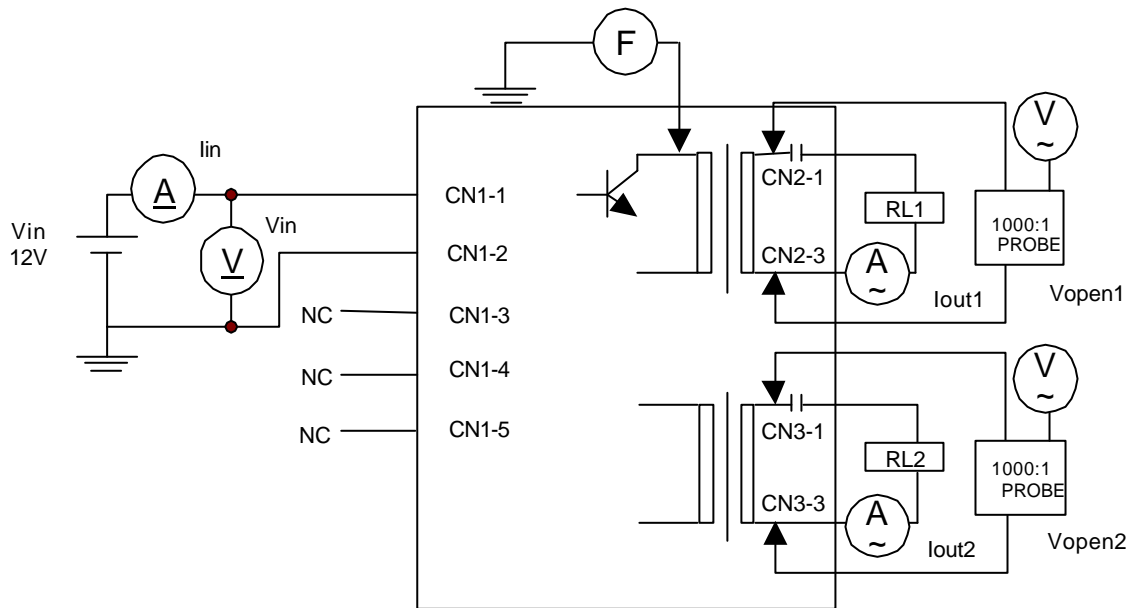 F
Iin
A
Vin
12V
Vin
V
CN1-1
CN1-2
NC
CN1-3
NC
CN1-4
NC
CN1-5
CN2-1
RL1
CN2-3
A
~
Iout1
V
~
1000:1
PROBE
Vopen1
CN3-1
RL2
CN3-3
A
~
Iout2
V
~
1000:1
PROBE
Vopen2